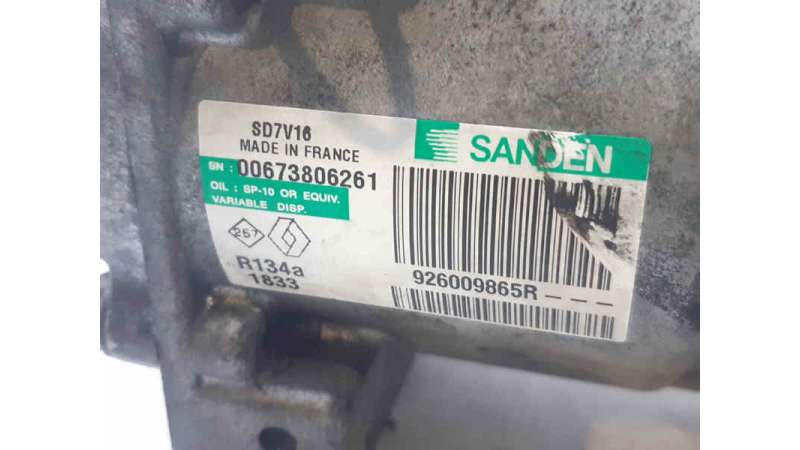 SD7V16
MADE IN FRANCE
SN : 00673806261
OIL : SP-10 OR EQUIV.
VARIABLE DISP.
257
R134a
1833
SANDEN
926009865R---